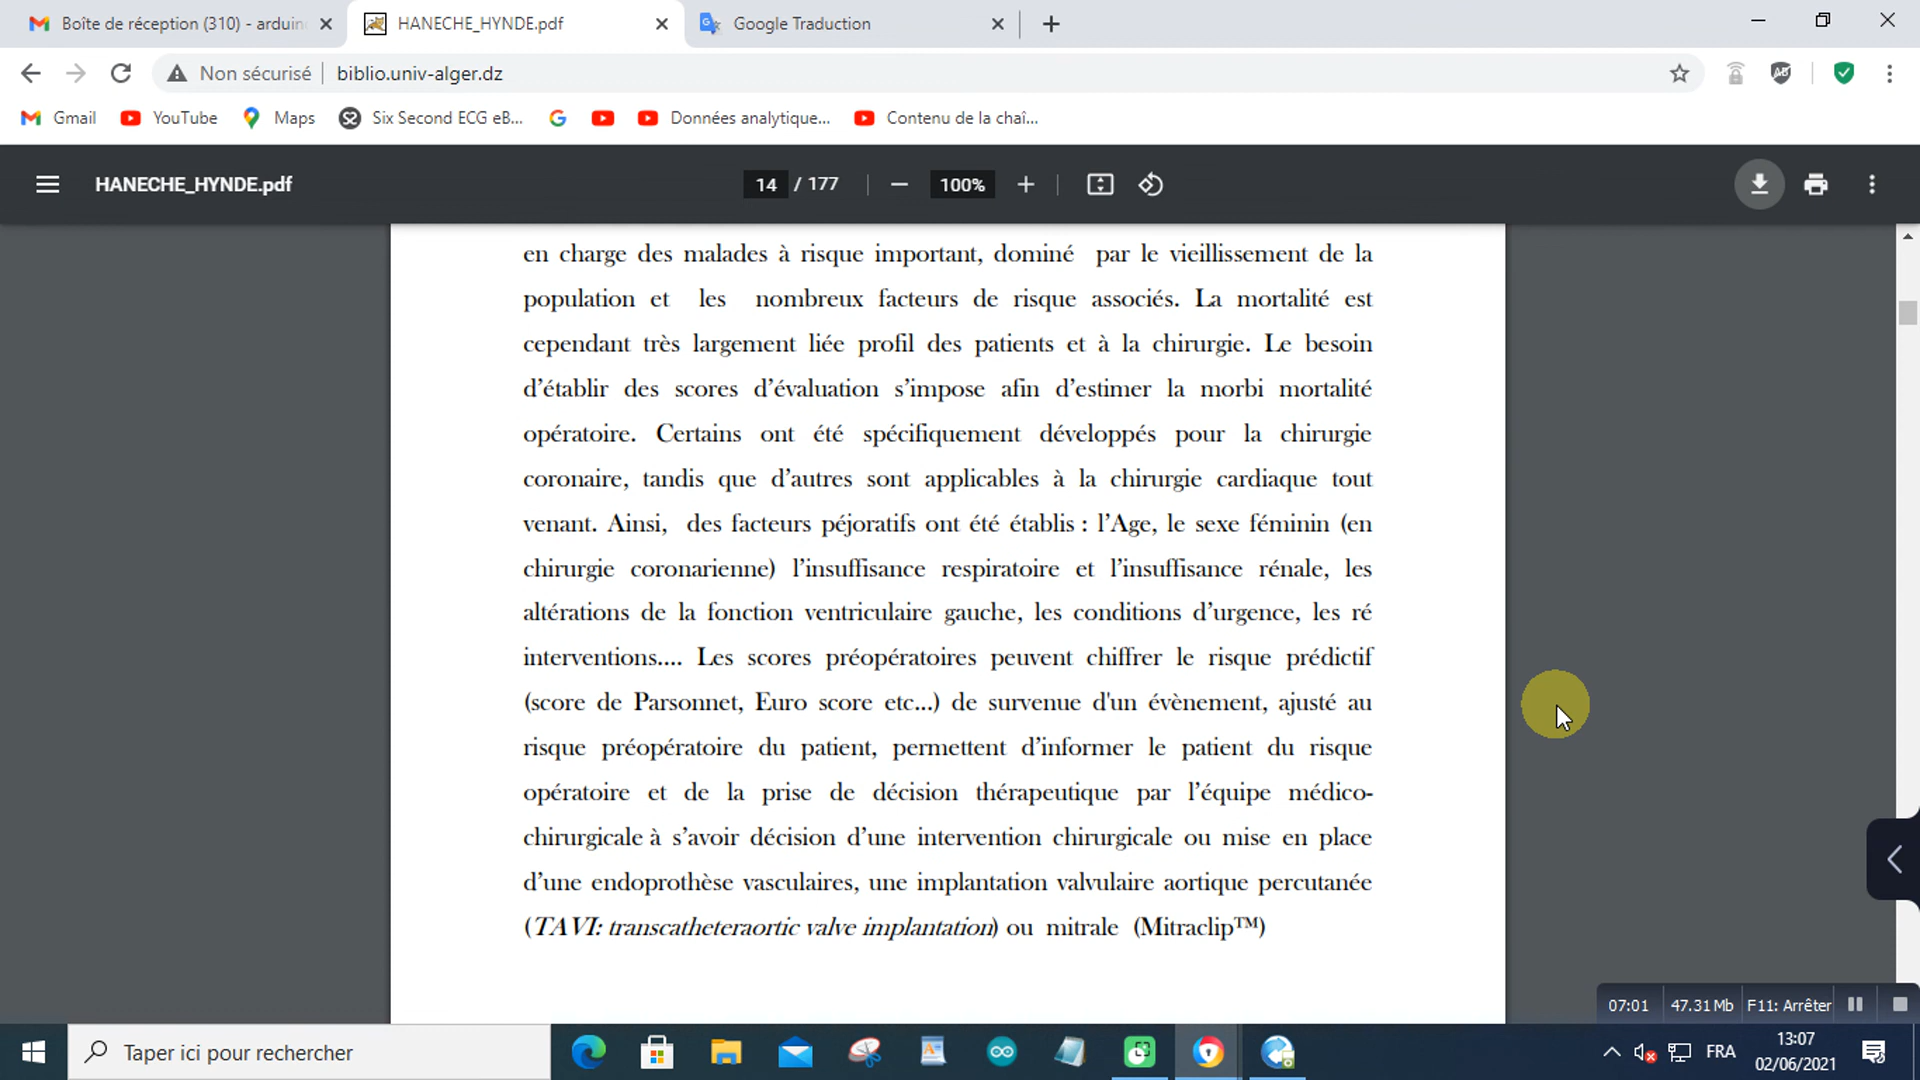 Boîte de réception (310) - arduin
HANECHE_HYNDE.pdf
Google Traduction
Non sécurisé
biblio.univ-alger.dz
Gmail
YouTube
Maps
Six Second ECG eB...
Données analytique...
Contenu de la chaî...
HANECHE_HYNDE.pdf
14 / 177
100%
en charge des malades à risque important, dominé par le vieillissement de la
population et les nombreux facteurs de risque associés. La mortalité est
cependant très largement liée profil des patients et à la chirurgie. Le besoin
d’établir des scores d’évaluation s’impose afin d’estimer la morbi mortalité
opératoire. Certains ont été spécifiquement développés pour la chirurgie
coronaire, tandis que d’autres sont applicables à la chirurgie cardiaque tout
venant. Ainsi, des facteurs péjoratifs ont été établis : l’Age, le sexe féminin (en
chirurgie coronarienne) l’insuffisance respiratoire et l’insuffisance rénale, les
altérations de la fonction ventriculaire gauche, les conditions d’urgence, les ré
interventions.... Les scores préopératoires peuvent chiffrer le risque prédictif
(score de Parsonnet, Euro score etc...) de survenue d'un évènement, ajusté au
risque préopératoire du patient, permettent d’informer le patient du risque
opératoire et de la prise de décision thérapeutique par l’équipe médico-
chirurgicale à s’avoir décision d’une intervention chirurgicale ou mise en place
d’une endoprothèse vasculaires, une implantation valvulaire aortique percutanée
(TAVI: transcatheteraortic valve implantation) ou mitrale (Mitraclip™)
07:01
47.31 Mb
F11: Arrêter
Taper ici pour rechercher
FRA
13:07
02/06/2021